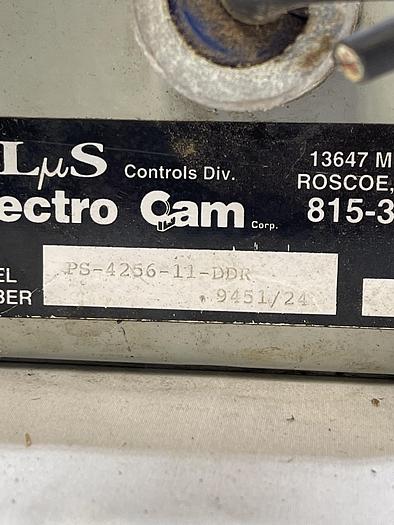 LµS Controls Div.
ectro Cam Corp.
13647 M
ROSCOE,
815-3
EL
BER
PS-4256-11-DDR
9451/24